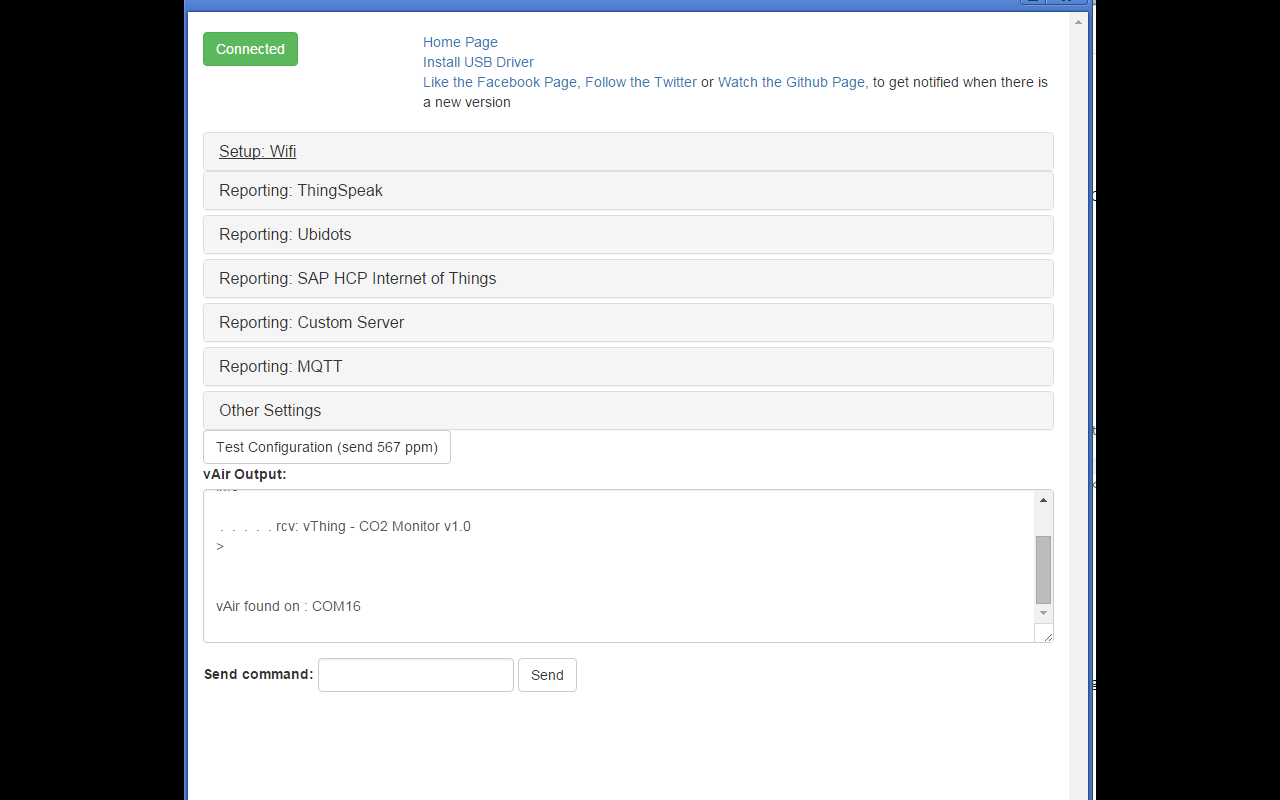 Connected
Home Page
Install USB Driver
Like the Facebook Page, Follow the Twitter or Watch the Github Page, to get notified when there is
a new version
Setup: Wifi
Reporting: ThingSpeak
Reporting: Ubidots
Reporting: SAP HCP Internet of Things
Reporting: Custom Server
Reporting: MQTT
Other Settings
Test Configuration (send 567 ppm)
vAir Output:
. . . . . rcv: vThing - CO2 Monitor v1.0
>
vAir found on : COM16
Send command:
Send